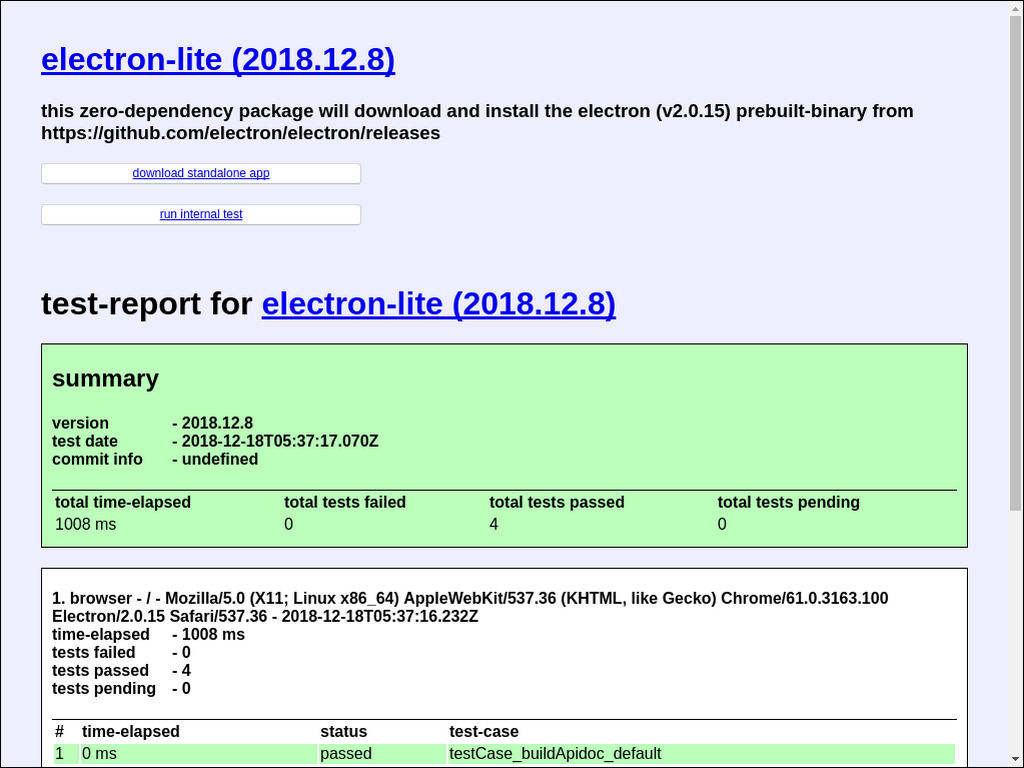 electron-lite (2018.12.8)
this zero-dependency package will download and install the electron (v2.0.15) prebuilt-binary from
https://github.com/electron/electron/releases
download standalone app
run internal test
test-report for electron-lite (2018.12.8)
summary
version - 2018.12.8
test date - 2018-12-18T05:37:17.070Z
commit info - undefined
total time-elapsed total tests failed total tests passed total tests pending
1008 ms 0 4 0
1. browser - / - Mozilla/5.0 (X11; Linux x86_64) AppleWebKit/537.36 (KHTML, like Gecko) Chrome/61.0.3163.100
Electron/2.0.15 Safari/537.36 - 2018-12-18T05:37:16.232Z
time-elapsed - 1008 ms
tests failed - 0
tests passed - 4
tests pending - 0
# time-elapsed status test-case
1 0 ms passed testCase_buildApidoc_default